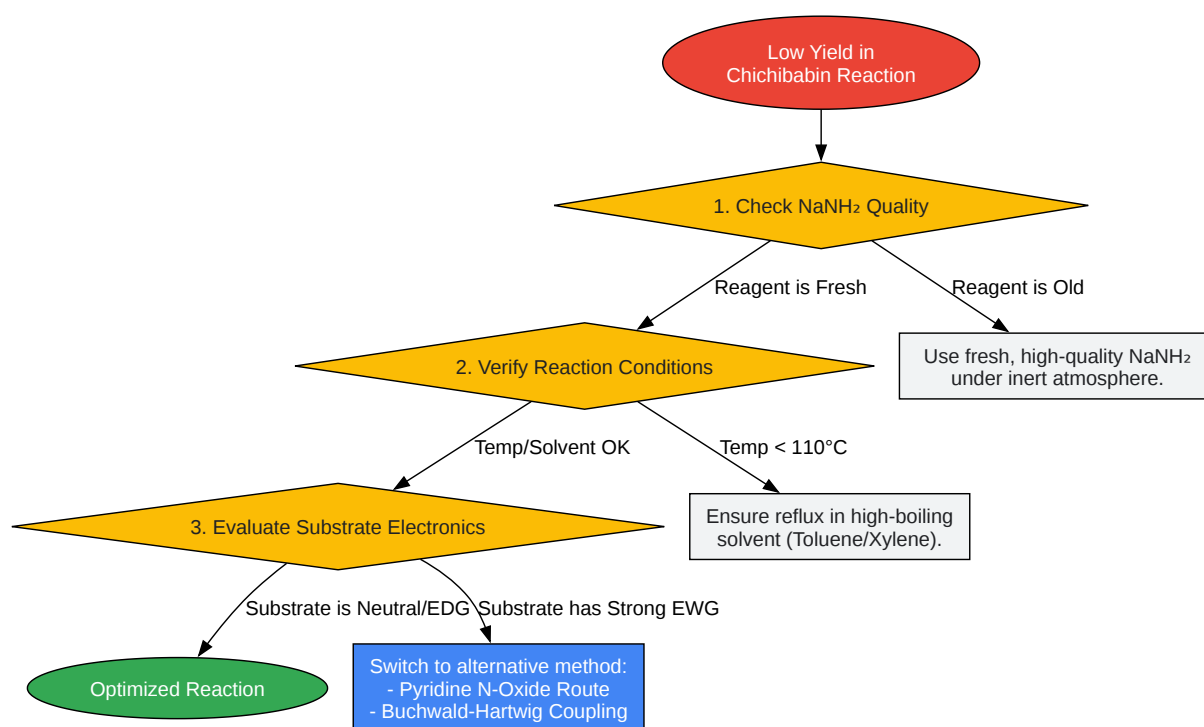 Low Yield in
Chichibabin Reaction
1. Check NaNH₂ Quality
Reagent is Fresh
Reagent is Old
2. Verify Reaction Conditions
Use fresh, high-quality NaNH₂
under inert atmosphere.
Temp/Solvent OK
Temp < 110°C
3. Evaluate Substrate Electronics
Ensure reflux in high-boiling
solvent (Toluene/Xylene).
Substrate is Neutral/EDG
Substrate has Strong EWG
Optimized Reaction
Switch to alternative method:
- Pyridine N-Oxide Route
- Buchwald-Hartwig Coupling